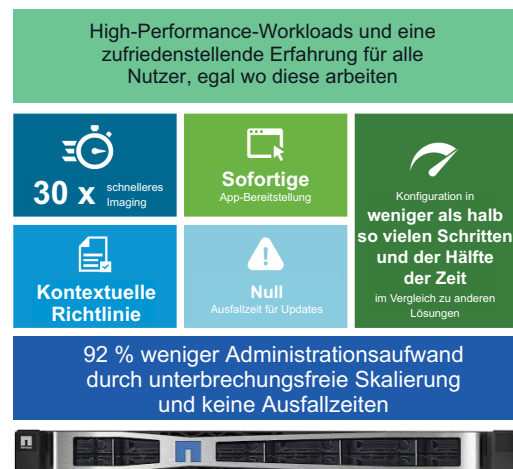 High-Performance-Workloads und eine
zufriedenstellende Erfahrung für alle
Nutzer, egal wo diese arbeiten
30 x schnelleres
Imaging
Sofortige
App-Bereitstellung
Konfiguration in
weniger als halb
so vielen Schritten
und der Hälfte
der Zeit
im Vergleich zu anderen
Lösungen
Kontextuelle
Richtlinie
Null
Ausfallzeit für Updates
92 % weniger Administrationsaufwand
durch unterbrechungsfreie Skalierung
und keine Ausfallzeiten